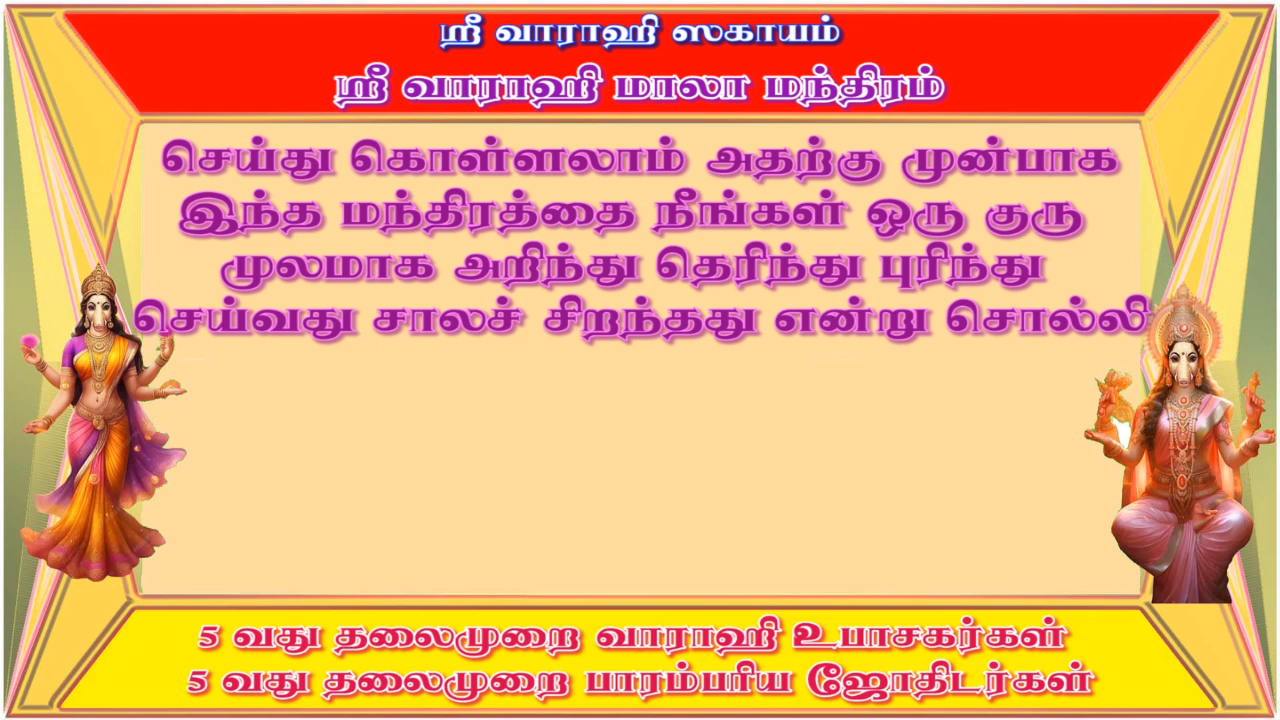 ஸ்ரீ வாராஹி ஸகாயம்
ஸ்ரீ வாராஹி மாலா மந்திரம்
செய்து கொள்ளலாம் அதற்கு முன்பாக
இந்த மந்திரத்தை நீங்கள் ஒரு குரு
மூலமாக அறிந்து தெரிந்து புரிந்து
செய்வது சாலச் சிறந்தது என்று சொல்லி
5 வது தலைமுறை வாராஹி உபாசகர்கள்
5 வது தலைமுறை பாரம்பரிய ஜோதிடர்கள்